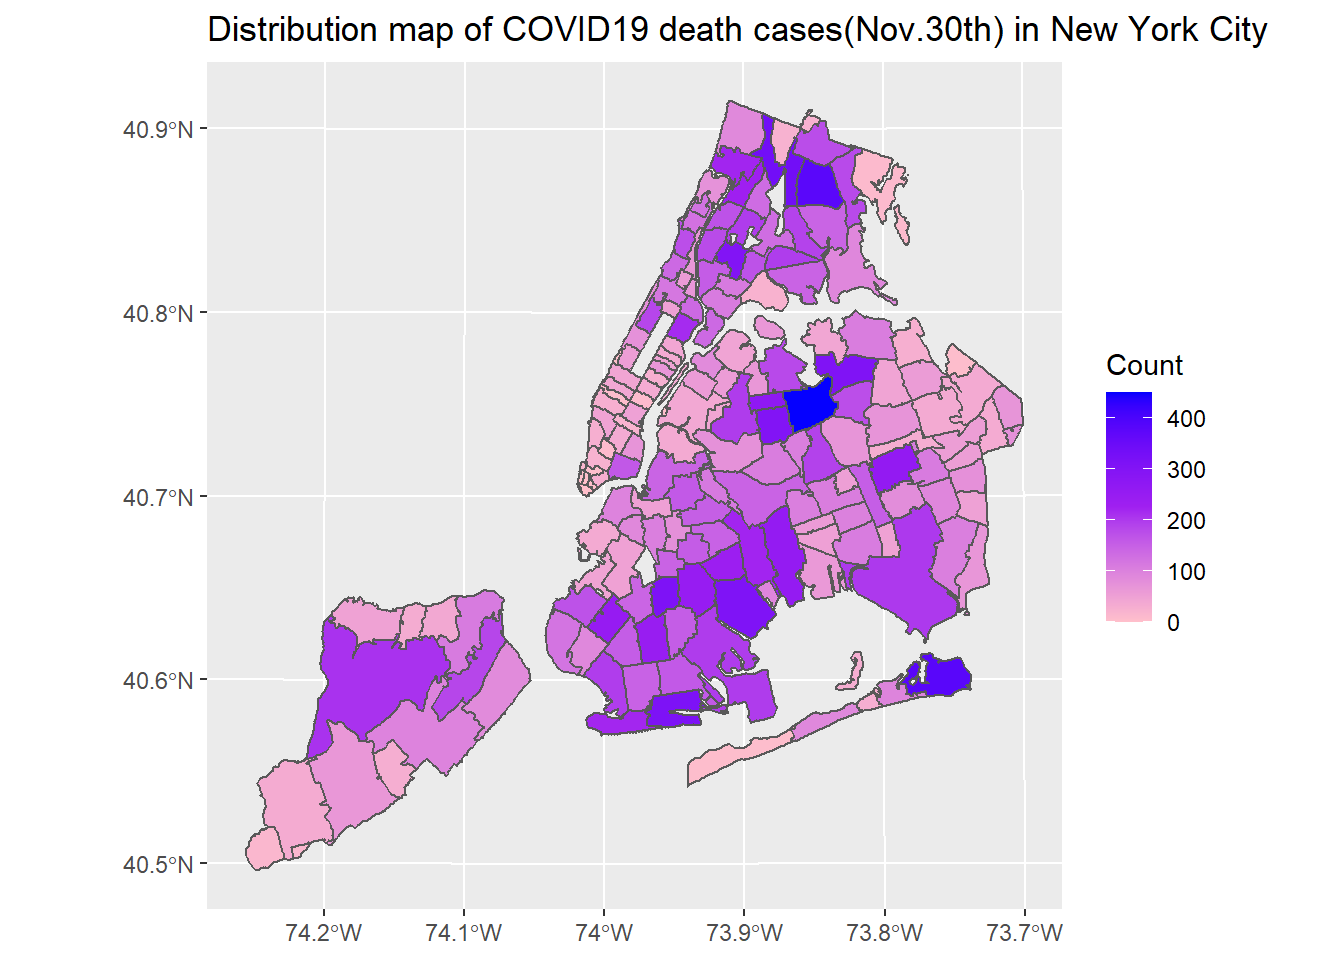 Distribution map of COVID19 death cases(Nov.30th) in New York City
40.9°N
40.8°N
40.7°N
40.6°N
40.5°N
74.2°W
74.1°W
74°W
73.9°W
73.8°W
73.7°W
Count
400
300
200
100
0